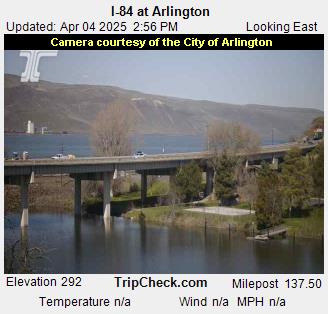 I-84 at Arlington
Updated: Apr 04 2025 2:56 PM Looking East
Camera courtesy of the City of Arlington
Elevation 292 TripCheck.com Milepost 137.50
Temperature n/a Wind n/a MPH n/a